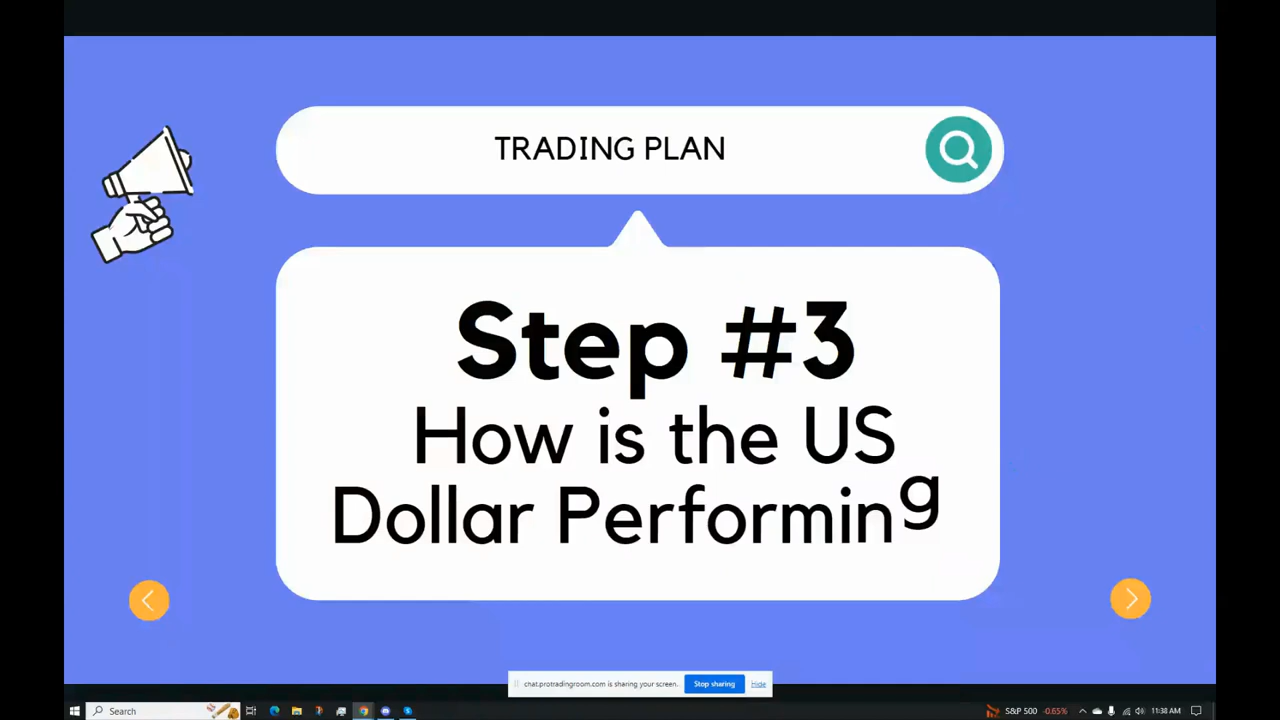 TRADING PLAN
Step #3
How is the US
Dollar Performing
chat.protradingroom.com is sharing your screen. Stop sharing Hide
Search S&P 500 -0.65% 11:38 AM